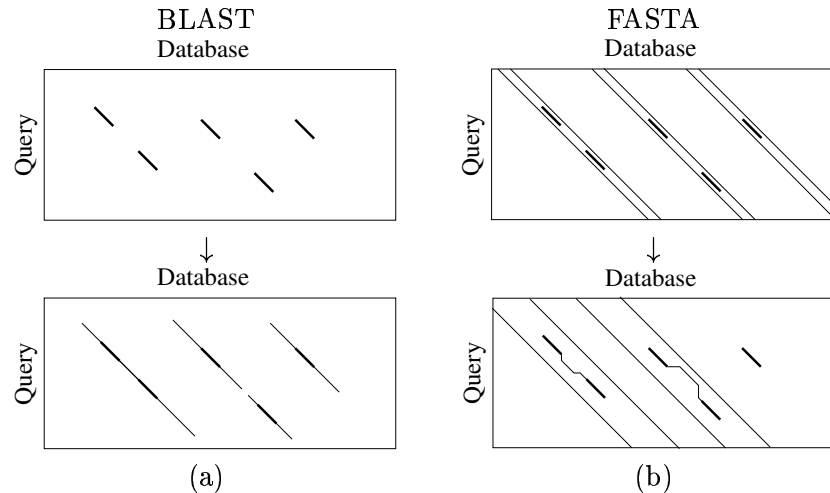 BLAST
Database
Query
Database
Query
(a)
FASTA
Database
Query
Database
Query
(b)